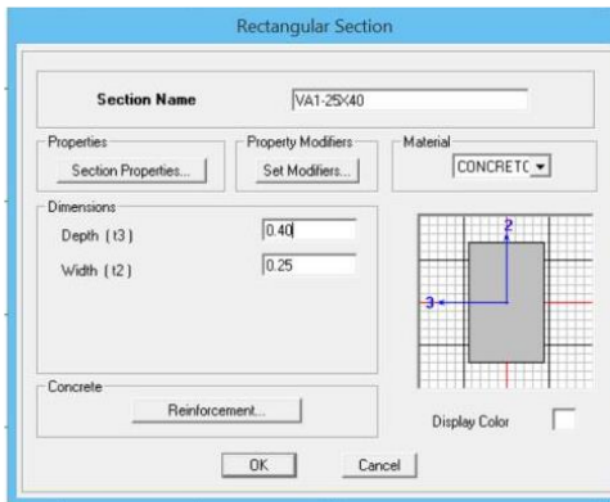 Rectangular Section
Section Name VA1-25X40
Properties Property Modifiers Material
Section Properties... Set Modifiers... CONCRETC
Dimensions
Depth ( t3 ) 0.40
Width ( t2 ) 0.25
2
3
Concrete
Reinforcement...
Display Color
OK Cancel